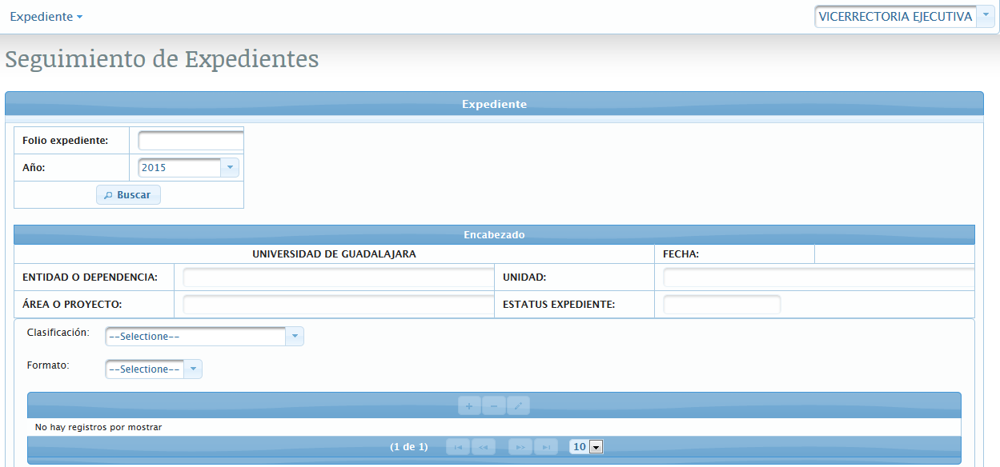 Expediente
VICERRECTORIA EJECUTIVA
Seguimiento de Expedientes
Expediente
Folio expediente:
Año:
2015
Buscar
Encabezado
UNIVERSIDAD DE GUADALAJARA
FECHA:
ENTIDAD O DEPENDENCIA:
UNIDAD:
ÁREA O PROYECTO:
ESTATUS EXPEDIENTE:
Clasificación:
--Selectione--
Formato:
--Selectione--
No hay registros por mostrar
(1 de 1)
10